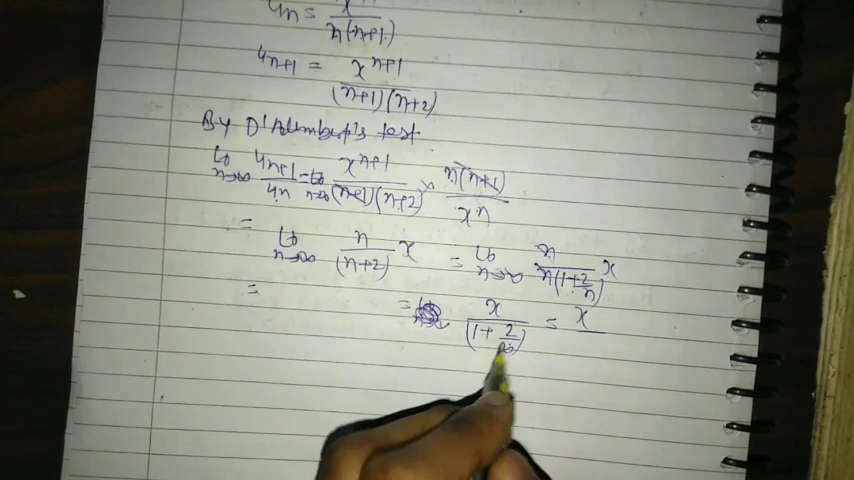 un = x^n / n(n+1)
un+1 = x^n+1 / (n+1)(n+2)
By D'Alembert's test
lt n→∞ un+1 / un = lt n→∞ x^n+1 / (n+1)(n+2) × n(n+1) / x^n
= lt n→∞ n / (n+2) x = lt n→∞ n / n(1+2/n) x
= = x / (1+2/∞) = x